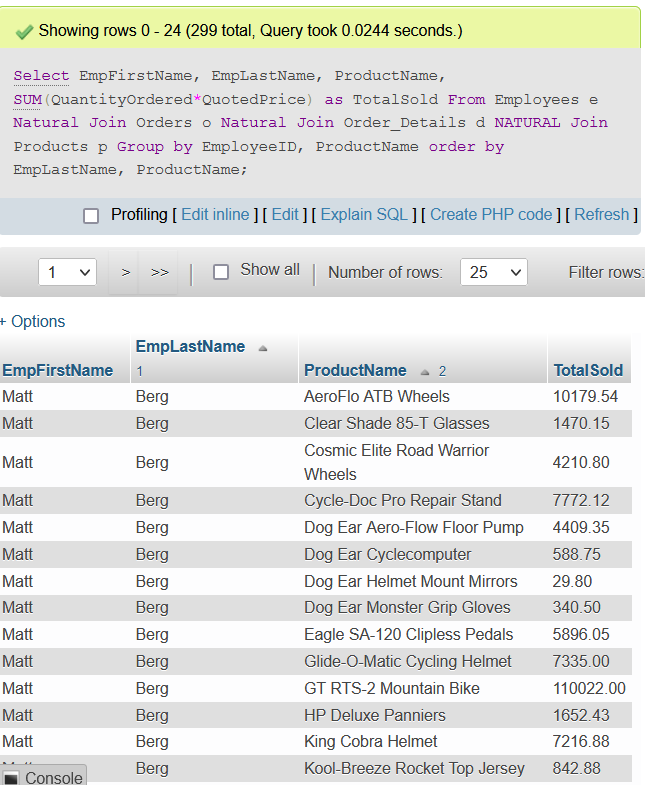 Showing rows 0 - 24 (299 total, Query took 0.0244 seconds.)
Select EmpFirstName, EmpLastName, ProductName,
SUM(QuantityOrdered*QuotedPrice) as TotalSold From Employees e
Natural Join Orders o Natural Join Order_Details d NATURAL Join
Products p Group by EmployeeID, ProductName order by
EmpLastName, ProductName;
Profiling [ Edit inline ] [ Edit ] [ Explain SQL ] [ Create PHP code ] [ Refresh ]
1 > >> Show all Number of rows: 25 Filter rows:
+ Options
EmpFirstName EmpLastName 1 ProductName 2 TotalSold
Matt Berg AeroFlo ATB Wheels 10179.54
Matt Berg Clear Shade 85-T Glasses 1470.15
Matt Berg Cosmic Elite Road Warrior Wheels 4210.80
Matt Berg Cycle-Doc Pro Repair Stand 7772.12
Matt Berg Dog Ear Aero-Flow Floor Pump 4409.35
Matt Berg Dog Ear Cyclecomputer 588.75
Matt Berg Dog Ear Helmet Mount Mirrors 29.80
Matt Berg Dog Ear Monster Grip Gloves 340.50
Matt Berg Eagle SA-120 Clipless Pedals 5896.05
Matt Berg Glide-O-Matic Cycling Helmet 7335.00
Matt Berg GT RTS-2 Mountain Bike 110022.00
Matt Berg HP Deluxe Panniers 1652.43
Matt Berg King Cobra Helmet 7216.88
Berg Kool-Breeze Rocket Top Jersey 842.88
Console